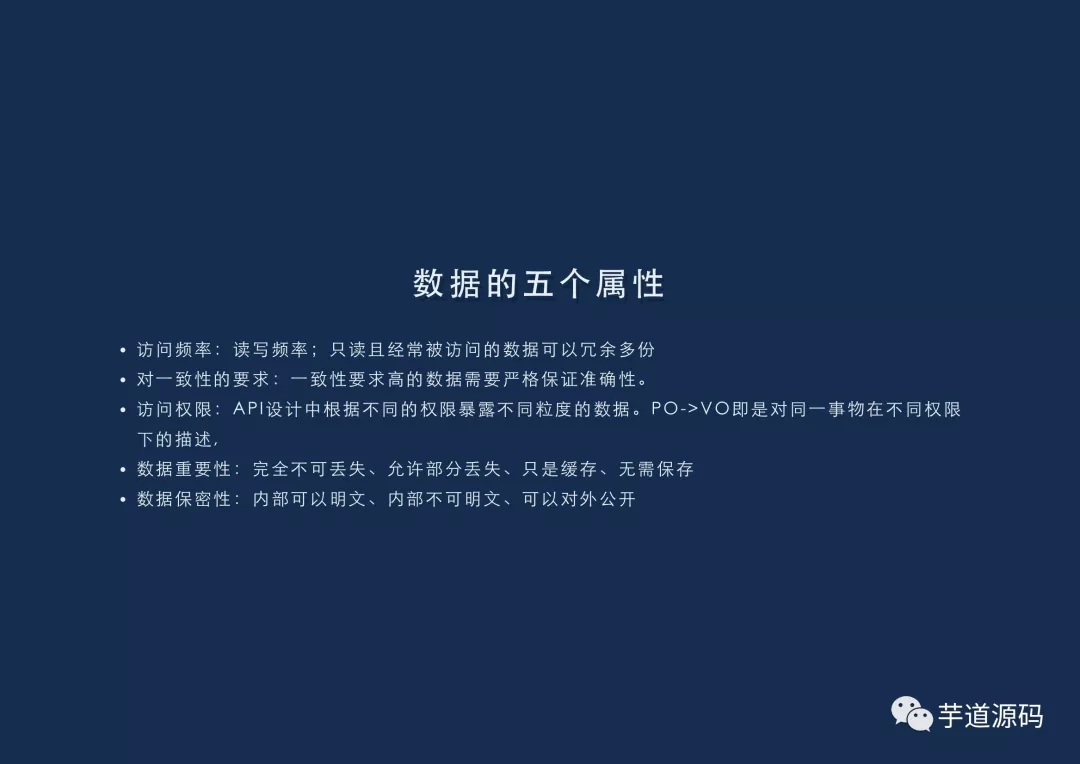 数据的五个属性
• 访问频率：读写频率；只读且经常被访问的数据可以冗余多份
• 对一致性的要求：一致性要求高的数据需要严格保证准确性。
• 访问权限：API设计中根据不同的权限暴露不同粒度的数据。PO->VO即是对同一事物在不同权限
下的描述,
• 数据重要性：完全不可丢失、允许部分丢失、只是缓存、无需保存
• 数据保密性：内部可以明文、内部不可明文、可以对外公开
芋道源码